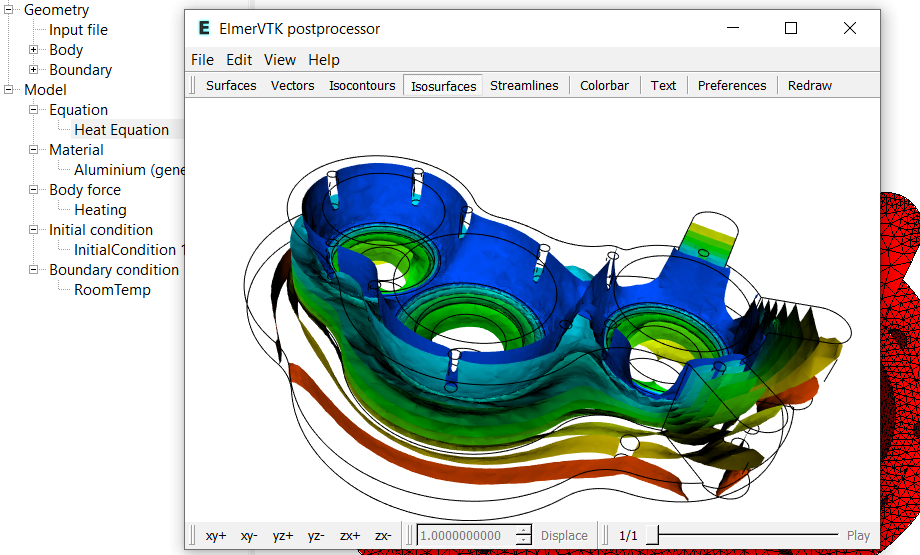 Geometry
Input file
Body
Boundary
Model
Equation
Heat Equation
Material
Aluminium (gene
Body force
Heating
Initial condition
InitialCondition 1
Boundary condition
RoomTemp
E ElmerVTK postprocessor
File Edit View Help
Surfaces Vectors Isocontours Isosurfaces Streamlines Colorbar Text Preferences Redraw
xy+ xy- yz+ yz- zx+ zx- 1.0000000000 Displace 1/1 Play